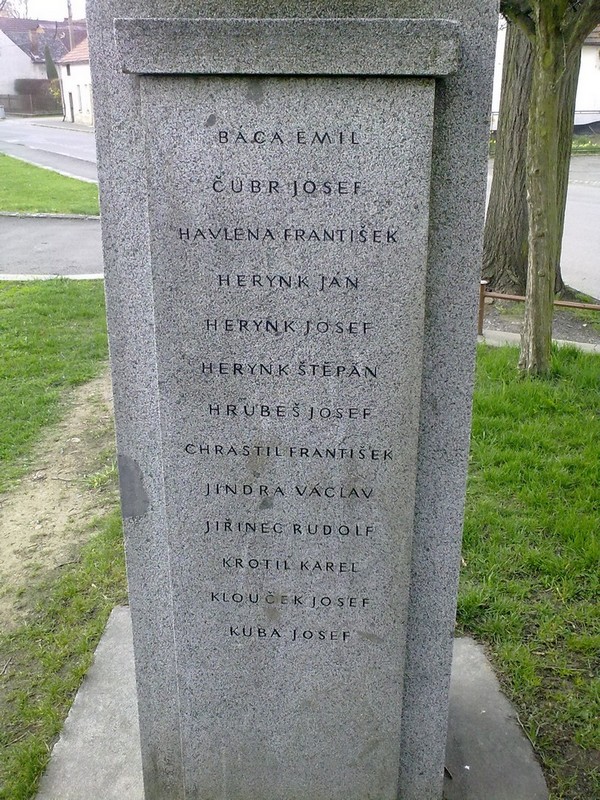 BÁCA EMIL
ČUBR JOSEF
HAVLENA FRANTIŠEK
HERYNK JAN
HERYNK JOSEF
HERYNK ŠTĚPÁN
HRUBEŠ JOSEF
CHRASTIL FRANTIŠEK
JINDRA VÁCLAV
JIŘINEC RUDOLF
KROTIL KAREL
KLOUČEK JOSEF
KUBA JOSEF